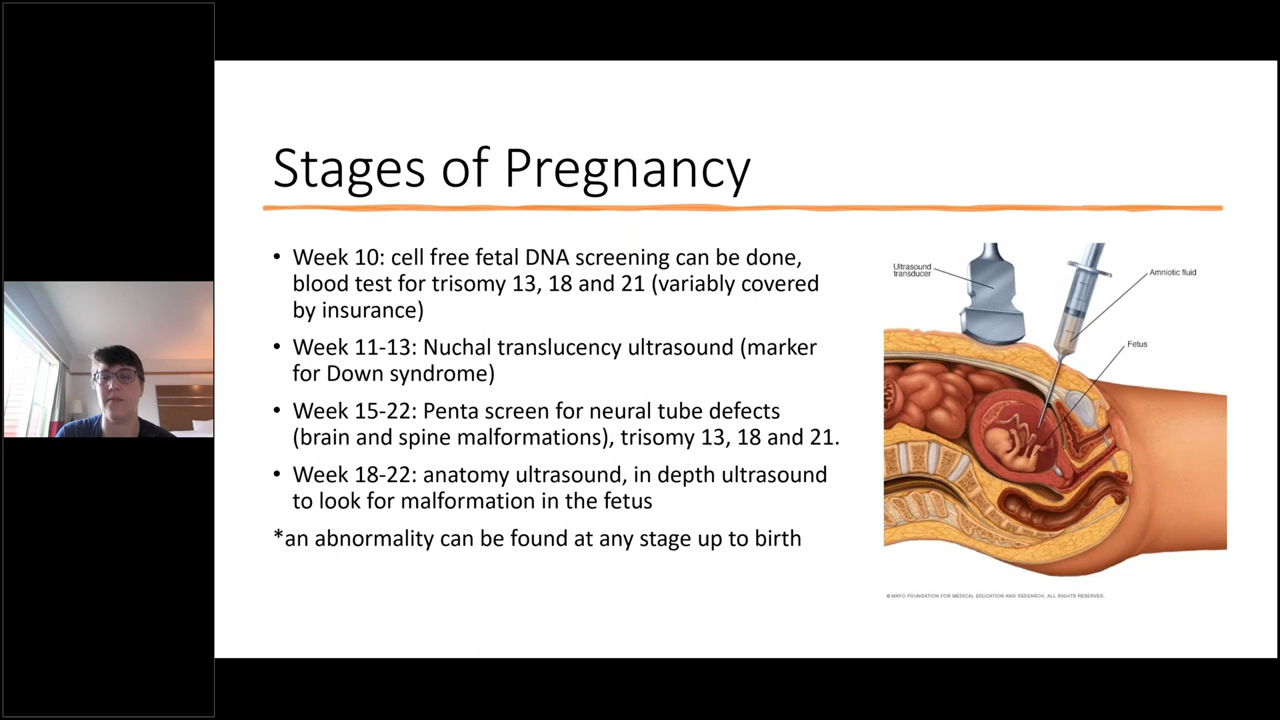 Stages of Pregnancy
• Week 10: cell free fetal DNA screening can be done,
blood test for trisomy 13, 18 and 21 (variably covered
by insurance)
• Week 11-13: Nuchal translucency ultrasound (marker
for Down syndrome)
• Week 15-22: Penta screen for neural tube defects
(brain and spine malformations), trisomy 13, 18 and 21.
• Week 18-22: anatomy ultrasound, in depth ultrasound
to look for malformation in the fetus
*an abnormality can be found at any stage up to birth
Ultrasound
transducer
Amniotic fluid
Fetus
© MAYO FOUNDATION FOR MEDICAL EDUCATION AND RESEARCH. ALL RIGHTS RESERVED.